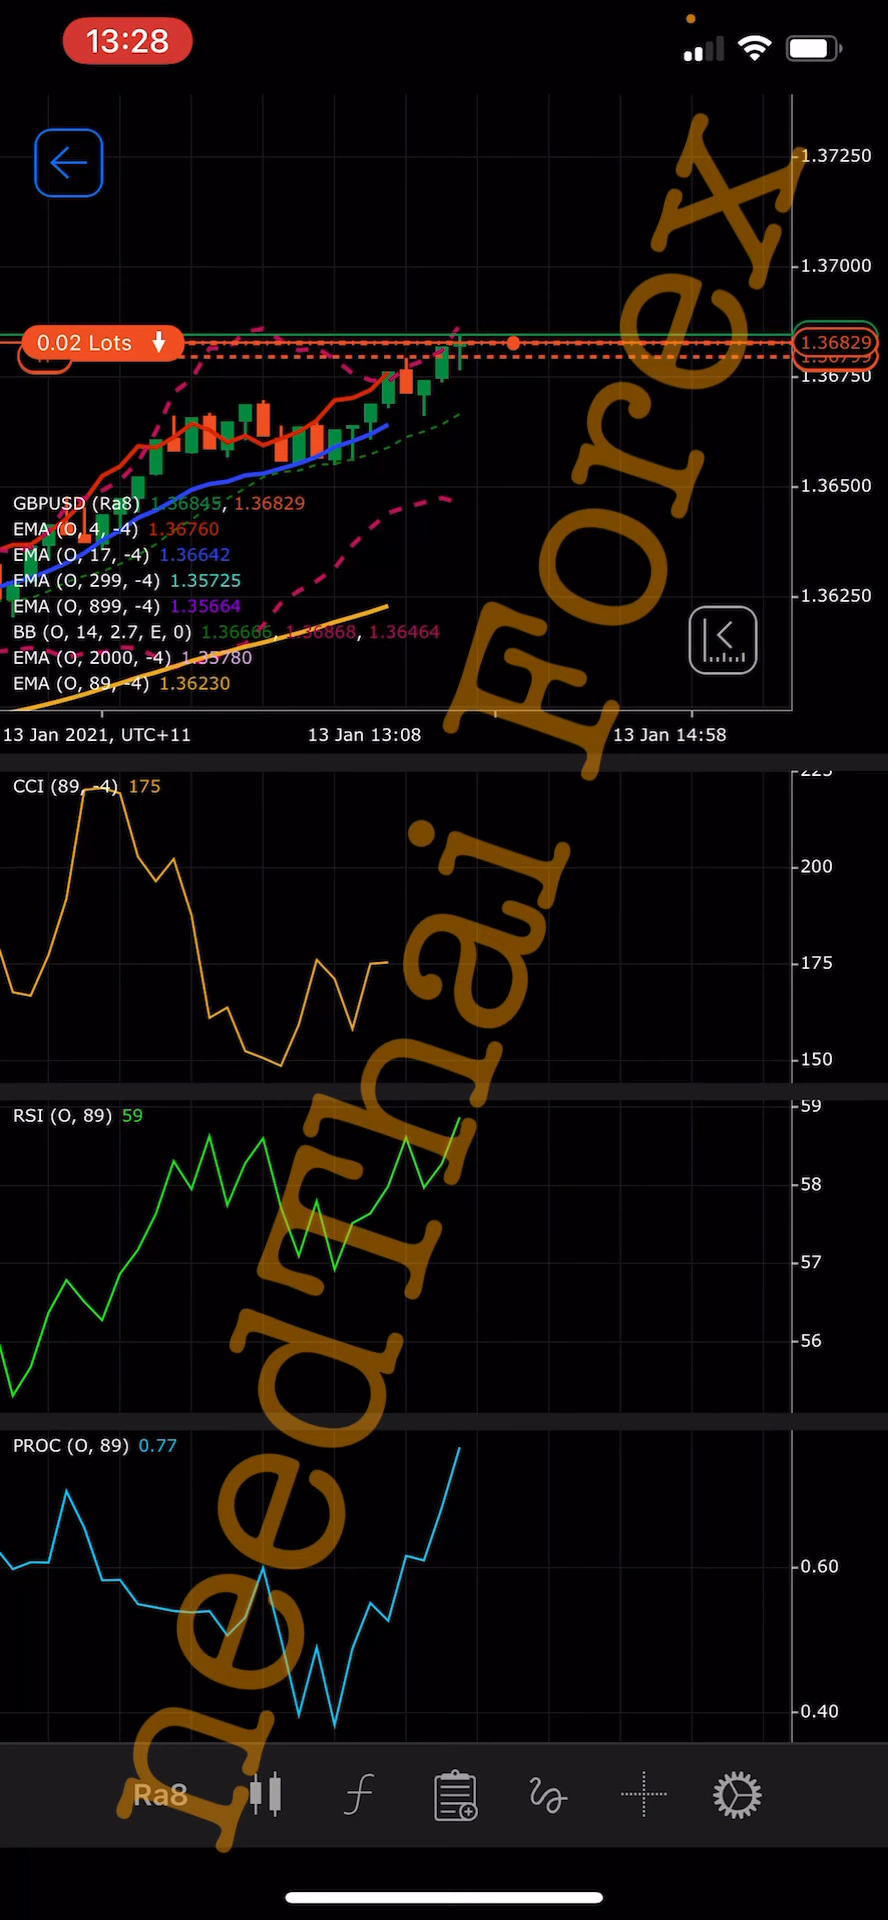 13:28
1.37250
1.37000
0.02 Lots
1.36829
1.36750
1.36500
GBPUSD (Ra8) 1.36845, 1.36829
EMA (O, 4, -4) 1.36760
EMA (O, 17, -4) 1.36642
EMA (O, 299, -4) 1.35725
1.36250
EMA (O, 899, -4) 1.35664
BB (O, 14, 2.7, E, 0) 1.36666, 1.36868, 1.36464
EMA (O, 2000, -4) 1.35780
EMA (O, 89, -4) 1.36230
13 Jan 2021, UTC+11 13 Jan 13:08 13 Jan 14:58
225
CCI (89, -4) 175
200
175
150
RSI (O, 89) 59
59
58
57
56
PROC (O, 89) 0.77
0.60
0.40
Ra8
needThai Forex